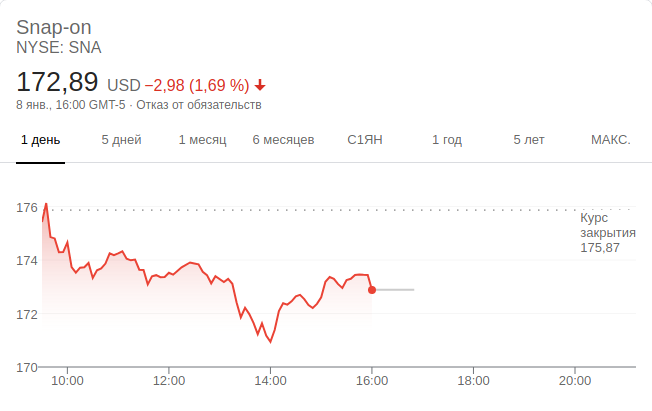 Snap-on
NYSE: SNA
172,89 USD −2,98 (1,69 %)
8 янв., 16:00 GMT-5 · Отказ от обязательств
1 день 5 дней 1 месяц 6 месяцев С1ЯН 1 год 5 лет МАКС.
176
Курс
закрытия
175,87
174
172
170
10:00 12:00 14:00 16:00 18:00 20:00